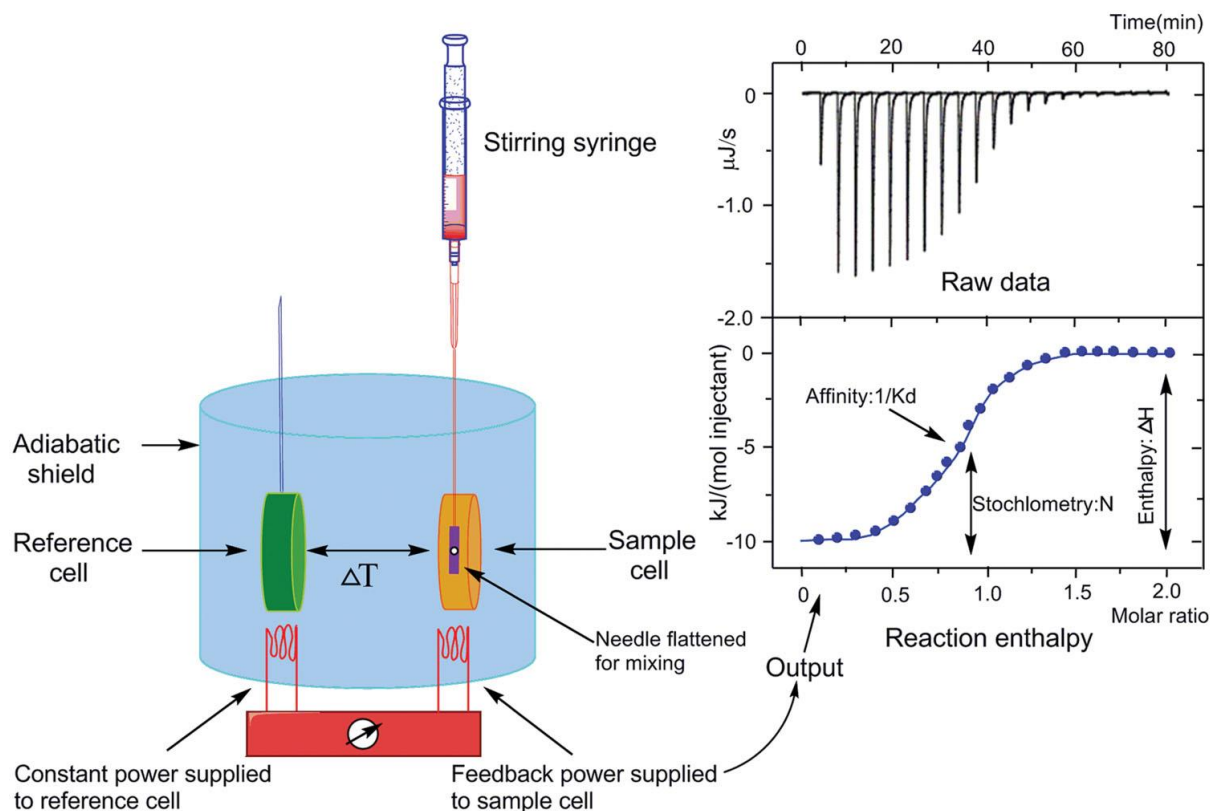 Stirring syringe
Adiabatic
shield
Reference
cell
ΔT
Sample
cell
Needle flattened
for mixing
Constant power supplied
to reference cell
Feedback power supplied
to sample cell
Output
Time(min)
0 20 40 60 80
0
-1.0
-2.0
µJ/s
Raw data
0
-5
-10
kJ/(mol injectant)
Affinity:1/Kd
Stochlometry:N
Enthalpy: ΔH
0 0.5 1.0 1.5 2.0
Molar ratio
Reaction enthalpy